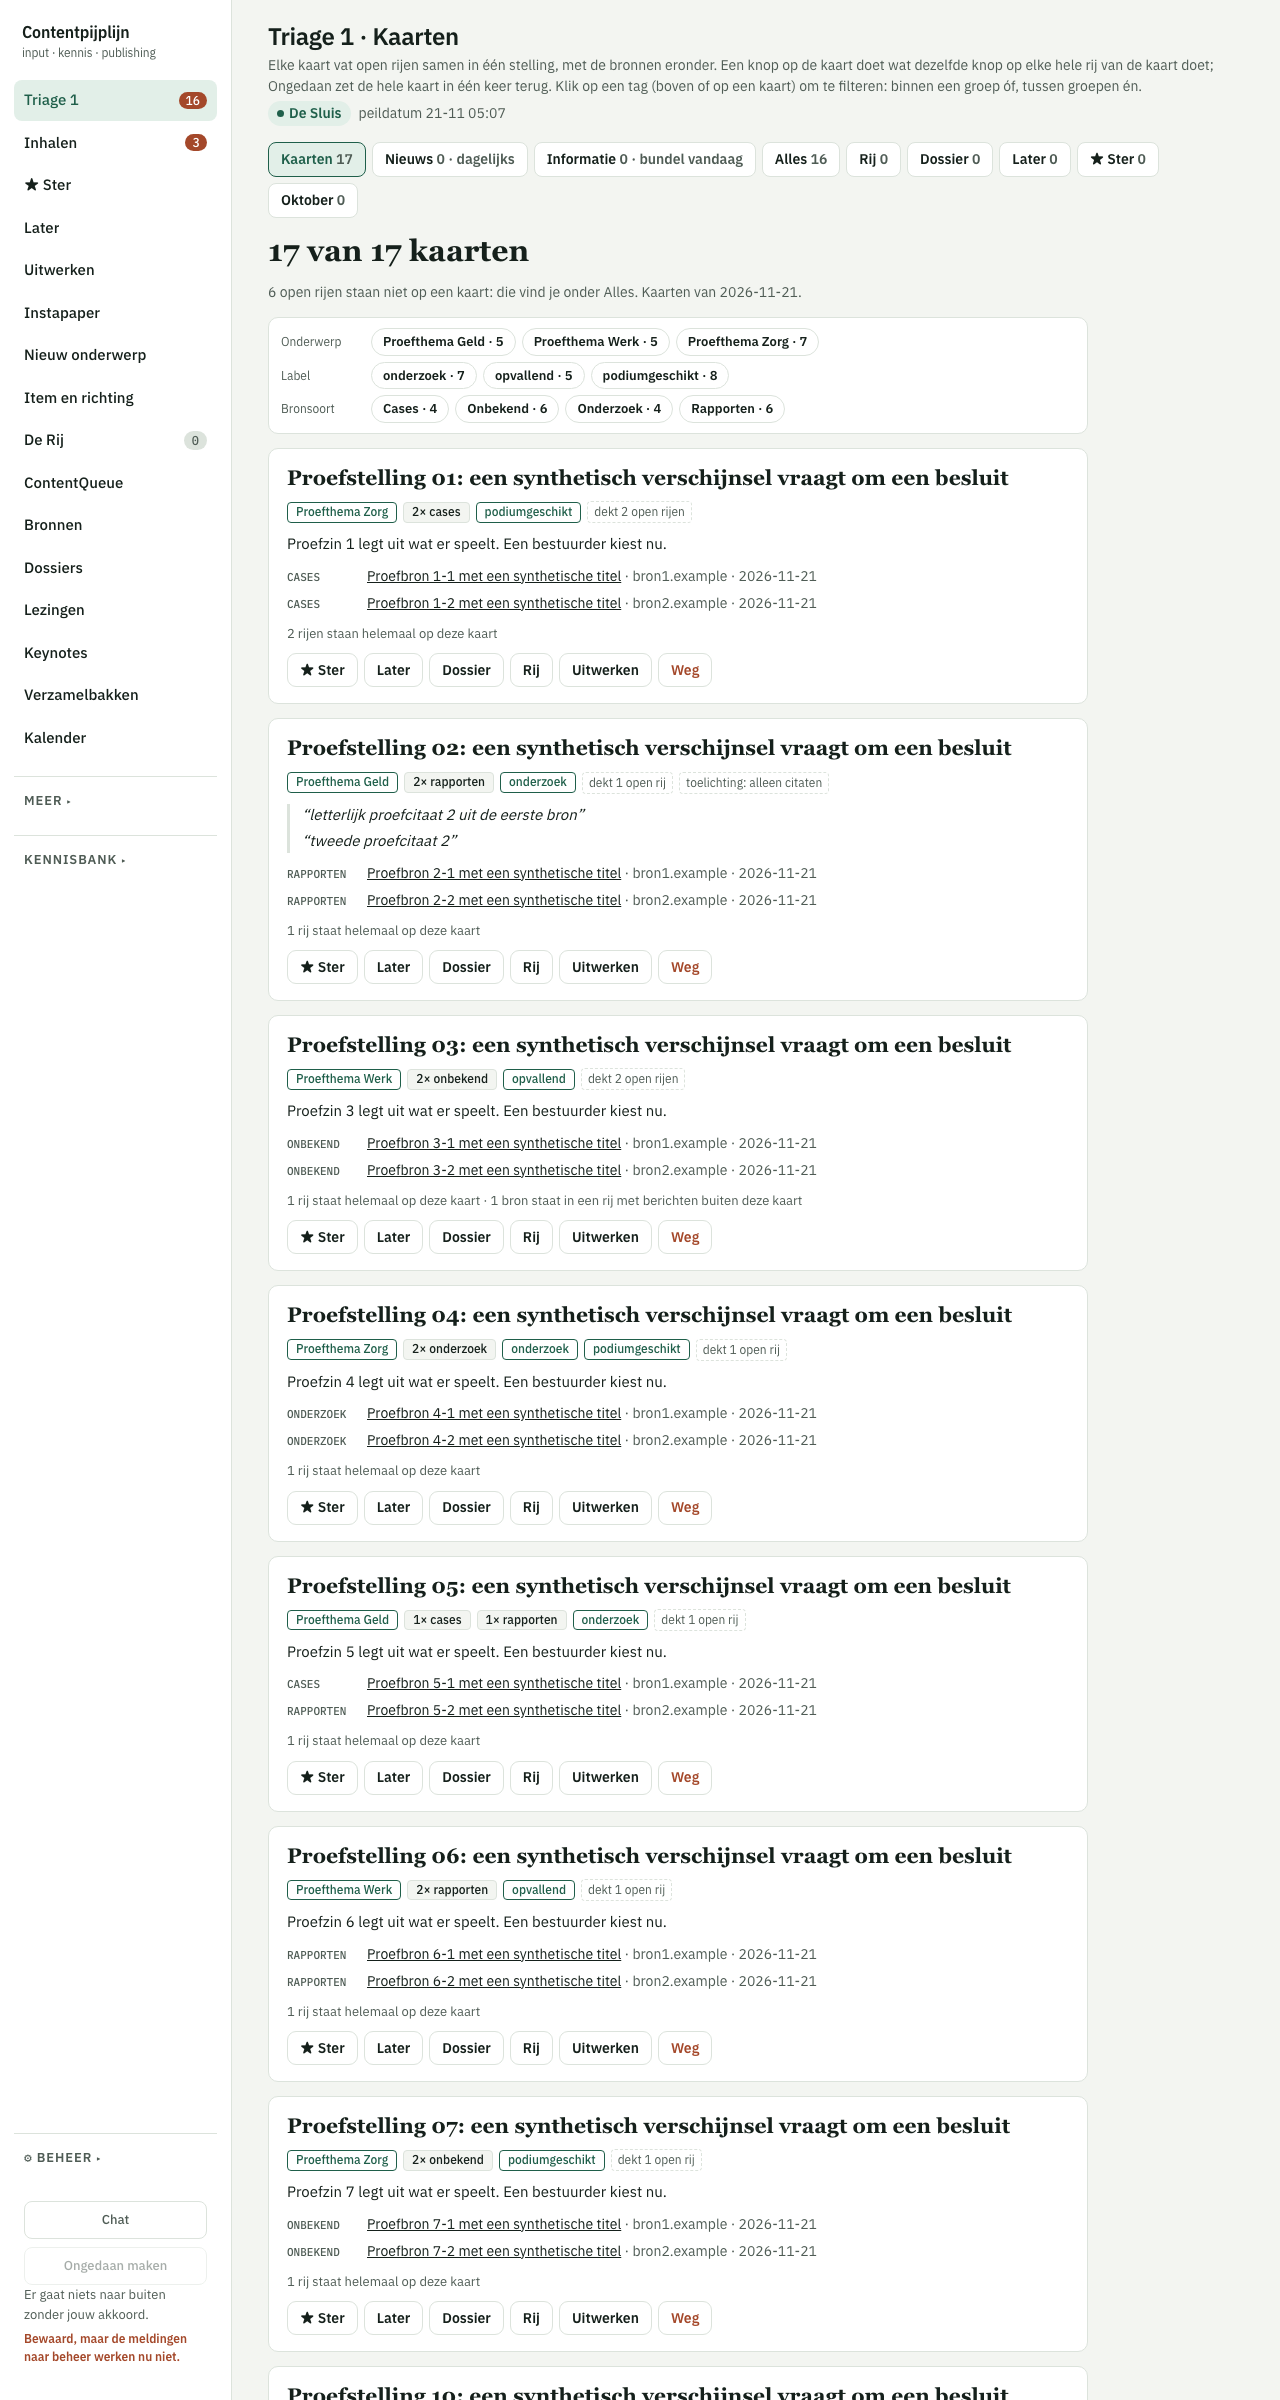 Contentpijplijn
input · kennis · publishing
Triage 1 16
Inhalen 3
★ Ster
Later
Uitwerken
Instapaper
Nieuw onderwerp
Item en richting
De Rij 0
ContentQueue
Bronnen
Dossiers
Lezingen
Keynotes
Verzamelbakken
Kalender
MEER ▸
KENNISBANK ▸
⚙ BEHEER ▸
Chat
Ongedaan maken
Er gaat niets naar buiten
zonder jouw akkoord.
Bewaard, maar de meldingen
naar beheer werken nu niet.
Triage 1 · Kaarten
Elke kaart vat open rijen samen in één stelling, met de bronnen eronder. Een knop op de kaart doet wat dezelfde knop op elke hele rij van de kaart doet;
Ongedaan zet de hele kaart in één keer terug. Klik op een tag (boven of op een kaart) om te filteren: binnen een groep óf, tussen groepen én.
● De Sluis peildatum 21-11 05:07
Kaarten 17 Nieuws 0 · dagelijks Informatie 0 · bundel vandaag Alles 16 Rij 0 Dossier 0 Later 0 ★ Ster 0
Oktober 0
17 van 17 kaarten
6 open rijen staan niet op een kaart: die vind je onder Alles. Kaarten van 2026-11-21.
Onderwerp Proefthema Geld · 5 Proefthema Werk · 5 Proefthema Zorg · 7
Label onderzoek · 7 opvallend · 5 podiumgeschikt · 8
Bronsoort Cases · 4 Onbekend · 6 Onderzoek · 4 Rapporten · 6
Proefstelling 01: een synthetisch verschijnsel vraagt om een besluit
Proefthema Zorg 2× cases podiumgeschikt dekt 2 open rijen
Proefzin 1 legt uit wat er speelt. Een bestuurder kiest nu.
CASES Proefbron 1-1 met een synthetische titel · bron1.example · 2026-11-21
CASES Proefbron 1-2 met een synthetische titel · bron2.example · 2026-11-21
2 rijen staan helemaal op deze kaart
★ Ster Later Dossier Rij Uitwerken Weg
Proefstelling 02: een synthetisch verschijnsel vraagt om een besluit
Proefthema Geld 2× rapporten onderzoek dekt 1 open rij toelichting: alleen citaten
“letterlijk proefcitaat 2 uit de eerste bron”
“tweede proefcitaat 2”
RAPPORTEN Proefbron 2-1 met een synthetische titel · bron1.example · 2026-11-21
RAPPORTEN Proefbron 2-2 met een synthetische titel · bron2.example · 2026-11-21
1 rij staat helemaal op deze kaart
★ Ster Later Dossier Rij Uitwerken Weg
Proefstelling 03: een synthetisch verschijnsel vraagt om een besluit
Proefthema Werk 2× onbekend opvallend dekt 2 open rijen
Proefzin 3 legt uit wat er speelt. Een bestuurder kiest nu.
ONBEKEND Proefbron 3-1 met een synthetische titel · bron1.example · 2026-11-21
ONBEKEND Proefbron 3-2 met een synthetische titel · bron2.example · 2026-11-21
1 rij staat helemaal op deze kaart · 1 bron staat in een rij met berichten buiten deze kaart
★ Ster Later Dossier Rij Uitwerken Weg
Proefstelling 04: een synthetisch verschijnsel vraagt om een besluit
Proefthema Zorg 2× onderzoek onderzoek podiumgeschikt dekt 1 open rij
Proefzin 4 legt uit wat er speelt. Een bestuurder kiest nu.
ONDERZOEK Proefbron 4-1 met een synthetische titel · bron1.example · 2026-11-21
ONDERZOEK Proefbron 4-2 met een synthetische titel · bron2.example · 2026-11-21
1 rij staat helemaal op deze kaart
★ Ster Later Dossier Rij Uitwerken Weg
Proefstelling 05: een synthetisch verschijnsel vraagt om een besluit
Proefthema Geld 1× cases 1× rapporten onderzoek dekt 1 open rij
Proefzin 5 legt uit wat er speelt. Een bestuurder kiest nu.
CASES Proefbron 5-1 met een synthetische titel · bron1.example · 2026-11-21
RAPPORTEN Proefbron 5-2 met een synthetische titel · bron2.example · 2026-11-21
1 rij staat helemaal op deze kaart
★ Ster Later Dossier Rij Uitwerken Weg
Proefstelling 06: een synthetisch verschijnsel vraagt om een besluit
Proefthema Werk 2× rapporten opvallend dekt 1 open rij
Proefzin 6 legt uit wat er speelt. Een bestuurder kiest nu.
RAPPORTEN Proefbron 6-1 met een synthetische titel · bron1.example · 2026-11-21
RAPPORTEN Proefbron 6-2 met een synthetische titel · bron2.example · 2026-11-21
1 rij staat helemaal op deze kaart
★ Ster Later Dossier Rij Uitwerken Weg
Proefstelling 07: een synthetisch verschijnsel vraagt om een besluit
Proefthema Zorg 2× onbekend podiumgeschikt dekt 1 open rij
Proefzin 7 legt uit wat er speelt. Een bestuurder kiest nu.
ONBEKEND Proefbron 7-1 met een synthetische titel · bron1.example · 2026-11-21
ONBEKEND Proefbron 7-2 met een synthetische titel · bron2.example · 2026-11-21
1 rij staat helemaal op deze kaart
★ Ster Later Dossier Rij Uitwerken Weg
Proefstelling 10: een synthetisch verschijnsel vraagt om een besluit